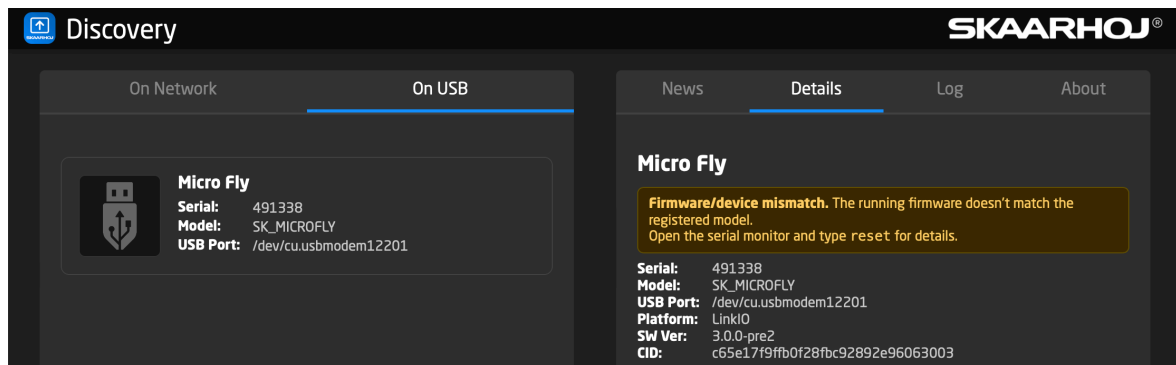 SKAARHOJ
Discovery
SKAARHOJ®
On Network
On USB
News
Details
Log
About
Micro Fly
Serial: 491338
Model: SK_MICROFLY
USB Port: /dev/cu.usbmodem12201
Micro Fly
Firmware/device mismatch. The running firmware doesn't match the
registered model.
Open the serial monitor and type reset for details.
Serial: 491338
Model: SK_MICROFLY
USB Port: /dev/cu.usbmodem12201
Platform: LinkIO
SW Ver: 3.0.0-pre2
CID: c65e17f9ffb0f28fbc92892e96063003